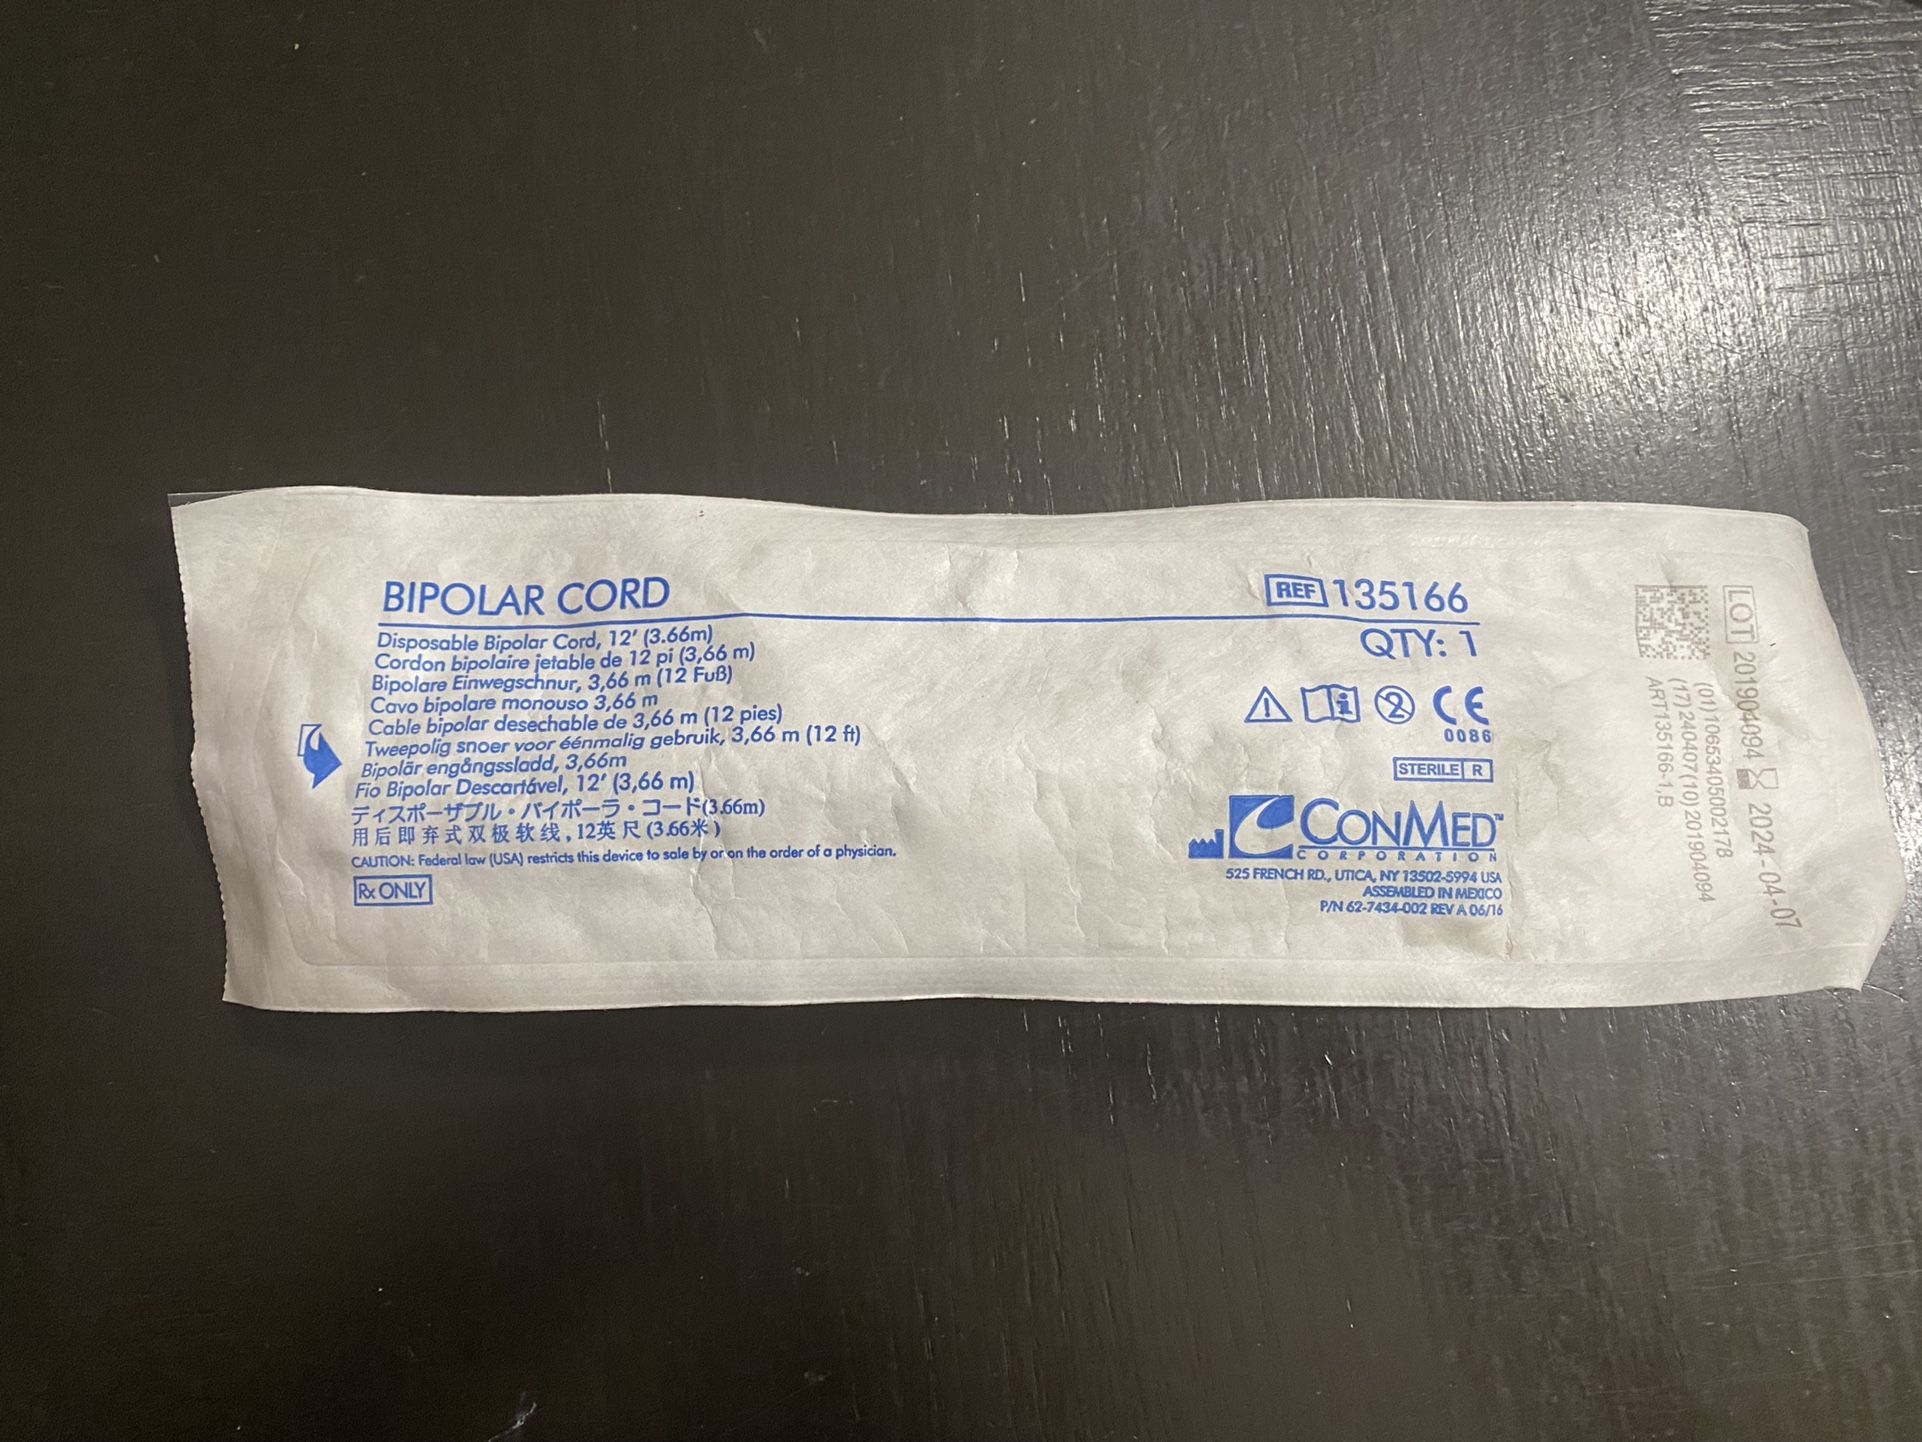 BIPOLAR CORD
Disposable Bipolar Cord, 12' (3.66m)
Cordon bipolaire jetable de 12 pi (3,66 m)
Bipolare Einwegschnur, 3,66 m (12 Fuß)
Cavo bipolare monouso 3,66 m
Cable bipolar desechable de 3,66 m (12 pies)
Tweepolig snoer voor éénmalig gebruik, 3,66 m (12 ft)
Bipolär engångssladd, 3,66m
Fio Bipolar Descartável, 12' (3,66 m)
ディスポーザブル・バイポーラ・コード(3.66m)
用后即弃式双极软线，12英尺(3.66米)
CAUTION: Federal law (USA) restricts this device to sale by or on the order of a physician.
Rx ONLY
REF 135166
QTY: 1
2 CE
0086
STERILE R
CONMED™
CORPORATION
525 FRENCH RD., UTICA, NY 13502-5994 USA
ASSEMBLED IN MEXICO
P/N 62-7434-002 REV A 06/16
LOT 201904094 2024-04-07
(01)10653405002178
(17)240407(10)201904094
ART135166-1,B